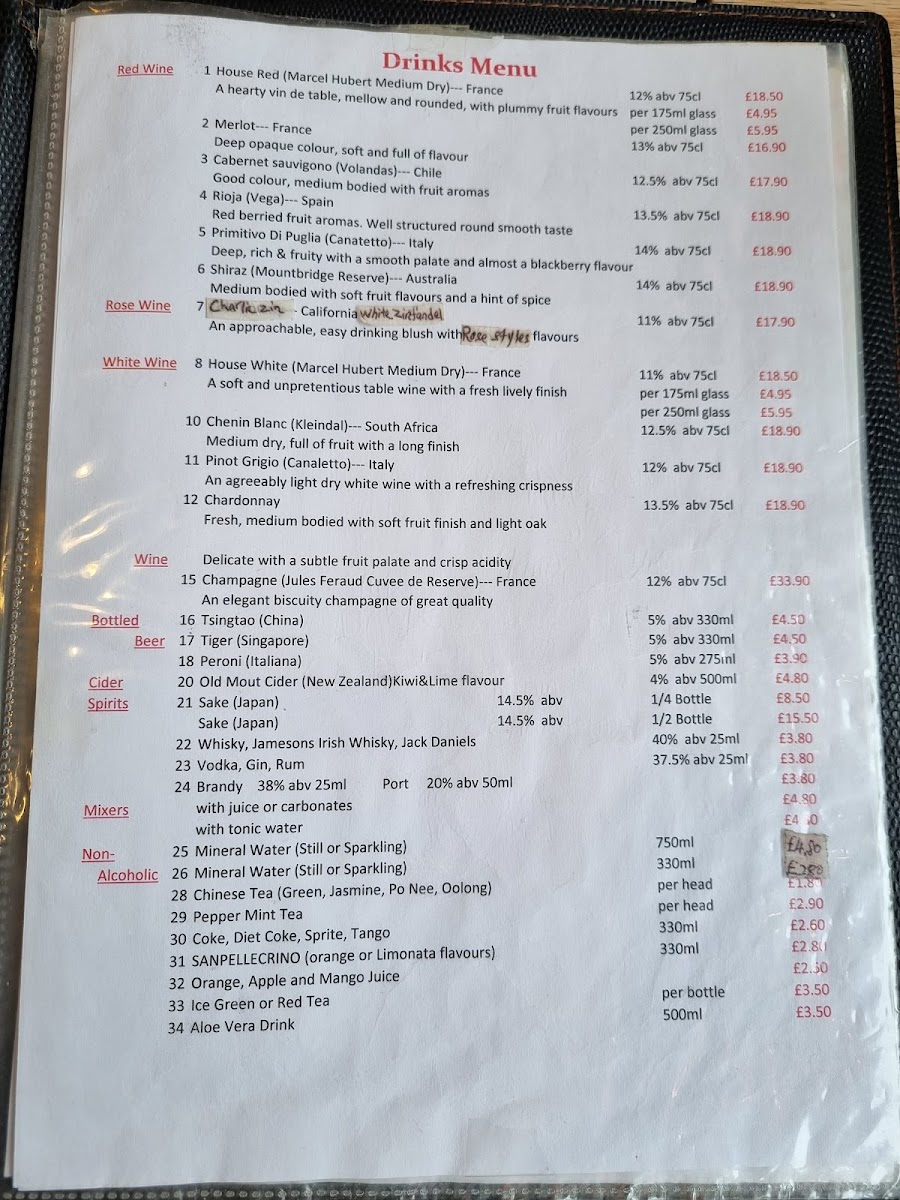 Drinks Menu
Red Wine 1 House Red (Marcel Hubert Medium Dry)--- France 12% abv 75cl £18.50
A hearty vin de table, mellow and rounded, with plummy fruit flavours per 175ml glass £4.95
per 250ml glass £5.95
2 Merlot--- France 13% abv 75cl £16.90
Deep opaque colour, soft and full of flavour
3 Cabernet sauvigono (Volandas)--- Chile 12.5% abv 75cl £17.90
Good colour, medium bodied with fruit aromas
4 Rioja (Vega)--- Spain 13.5% abv 75cl £18.90
Red berried fruit aromas. Well structured round smooth taste
5 Primitivo Di Puglia (Canatetto)--- Italy 14% abv 75cl £18.90
Deep, rich & fruity with a smooth palate and almost a blackberry flavour
6 Shiraz (Mountbridge Reserve)--- Australia 14% abv 75cl £18.90
Medium bodied with soft fruit flavours and a hint of spice
Rose Wine 7 Charlie zin - California White Zinfandel 11% abv 75cl £17.90
An approachable, easy drinking blush with Rose styles flavours
White Wine 8 House White (Marcel Hubert Medium Dry)--- France 11% abv 75cl £18.50
A soft and unpretentious table wine with a fresh lively finish per 175ml glass £4.95
per 250ml glass £5.95
10 Chenin Blanc (Kleindal)--- South Africa 12.5% abv 75cl £18.90
Medium dry, full of fruit with a long finish
11 Pinot Grigio (Canaletto)--- Italy 12% abv 75cl £18.90
An agreeably light dry white wine with a refreshing crispness
12 Chardonnay 13.5% abv 75cl £18.90
Fresh, medium bodied with soft fruit finish and light oak
Wine Delicate with a subtle fruit palate and crisp acidity
15 Champagne (Jules Feraud Cuvee de Reserve)--- France 12% abv 75cl £33.90
An elegant biscuity champagne of great quality
Bottled 16 Tsingtao (China) 5% abv 330ml £4.50
Beer 17 Tiger (Singapore) 5% abv 330ml £4.50
18 Peroni (Italiana) 5% abv 275ml £3.90
Cider 20 Old Mout Cider (New Zealand)Kiwi&Lime flavour 4% abv 500ml £4.80
Spirits 21 Sake (Japan) 14.5% abv 1/4 Bottle £8.50
Sake (Japan) 14.5% abv 1/2 Bottle £15.50
22 Whisky, Jamesons Irish Whisky, Jack Daniels 40% abv 25ml £3.80
23 Vodka, Gin, Rum 37.5% abv 25ml £3.80
24 Brandy 38% abv 25ml Port 20% abv 50ml £3.80
Mixers with juice or carbonates £4.80
with tonic water
Non- 25 Mineral Water (Still or Sparkling) 750ml £4.80
Alcoholic 26 Mineral Water (Still or Sparkling) 330ml £2.80
28 Chinese Tea (Green, Jasmine, Po Nee, Oolong) per head £1.80
29 Pepper Mint Tea per head £2.90
30 Coke, Diet Coke, Sprite, Tango 330ml £2.60
31 SANPELLECRINO (orange or Limonata flavours) 330ml £2.80
32 Orange, Apple and Mango Juice
33 Ice Green or Red Tea per bottle £3.50
34 Aloe Vera Drink 500ml £3.50